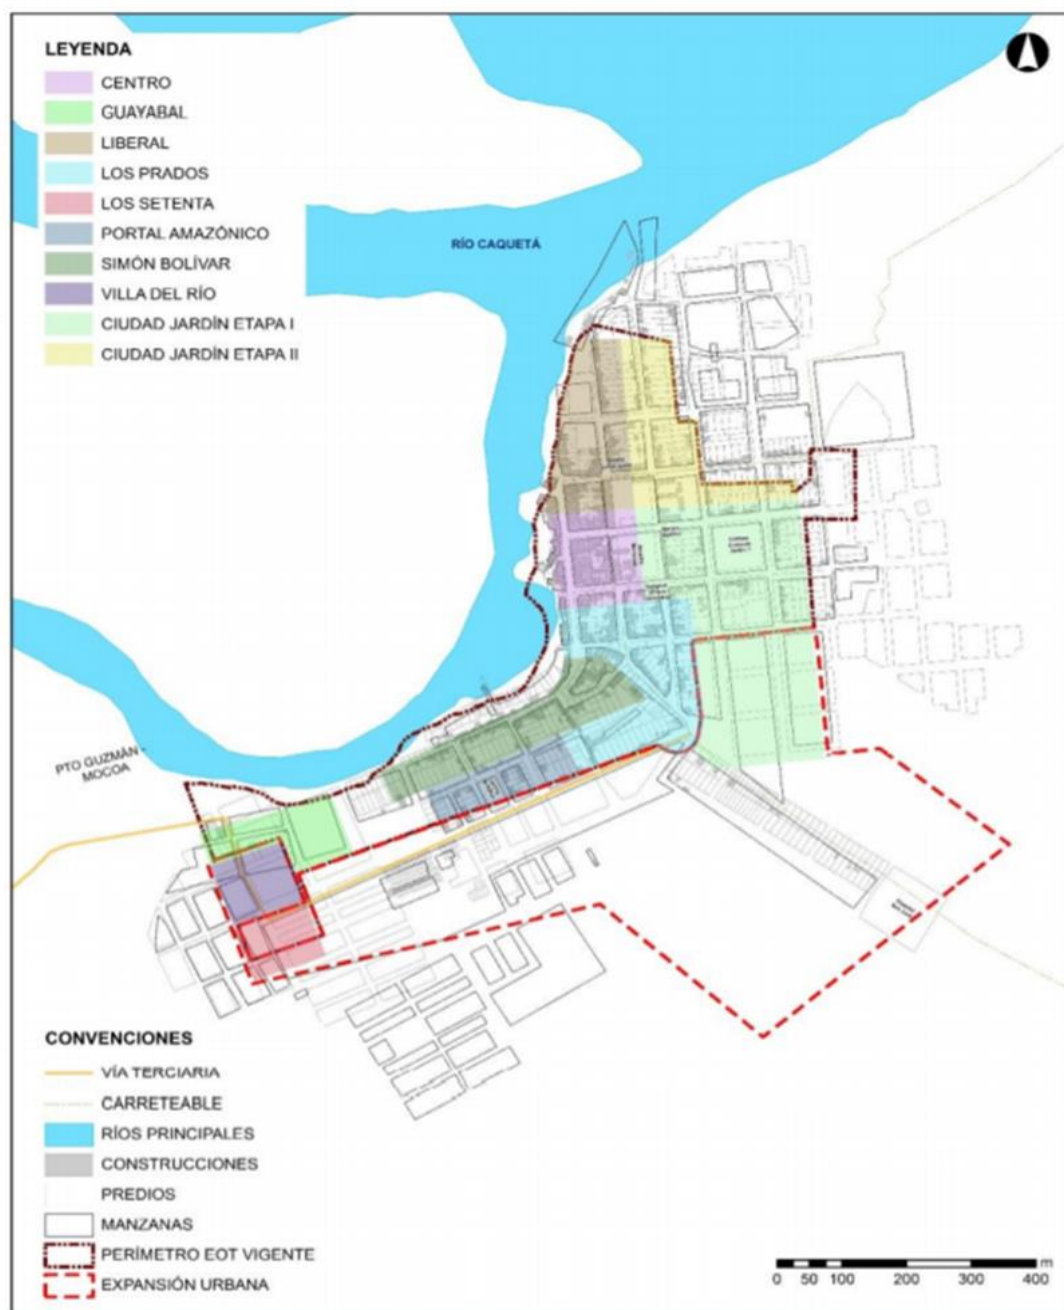 LEYENDA
CENTRO
GUAYABAL
LIBERAL
LOS PRADOS
LOS SETENTA
PORTAL AMAZÓNICO
SIMÓN BOLÍVAR
VILLA DEL RÍO
CIUDAD JARDÍN ETAPA I
CIUDAD JARDÍN ETAPA II
RÍO CAQUETÁ
PTO GUZMÁN -
MOCOA
CONVENCIONES
VÍA TERCIARIA
CARRETEABLE
RÍOS PRINCIPALES
CONSTRUCCIONES
PREDIOS
MANZANAS
PERÍMETRO EOT VIGENTE
EXPANSIÓN URBANA
m
0 50 100 200 300 400